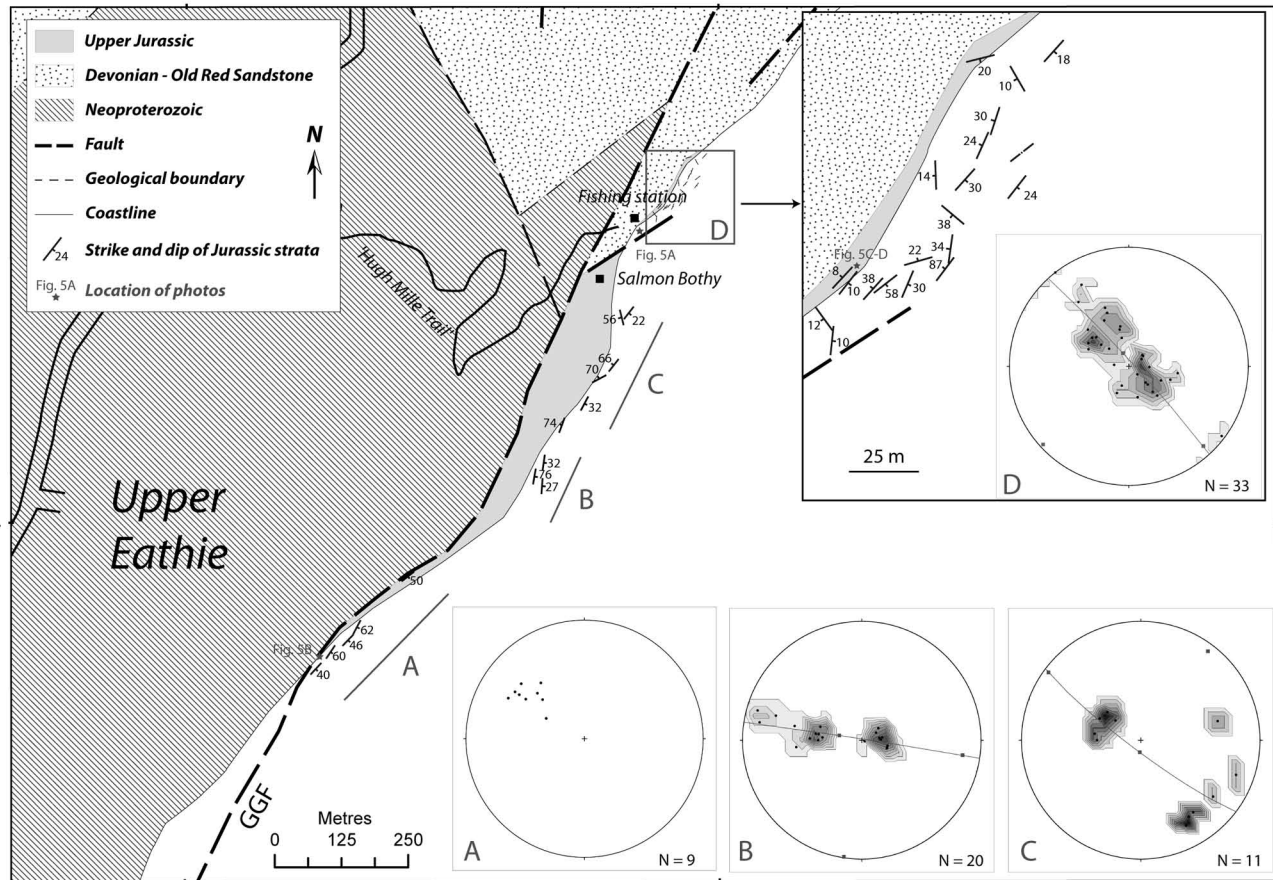 Upper Jurassic
Devonian - Old Red Sandstone
Neoproterozoic
Fault
N
Geological boundary
Coastline
24
Strike and dip of Jurassic strata
Fig. 5A
Location of photos
Fishing station
D
Fig. 5A
Salmon Bothy
"Hugh Mille Trail"
56
22
66
70
C
32
74
32
76
27
B
Upper
Eathie
50
62
46
Fig. 5B
60
40
A
GGF
Metres
0 125 250
20
18
10
30
24
14
30
24
38
34
22
87
Fig. 5C-D
8
38
10
58
30
12
10
25 m
D
N = 33
A
N = 9
B
N = 20
C
N = 11